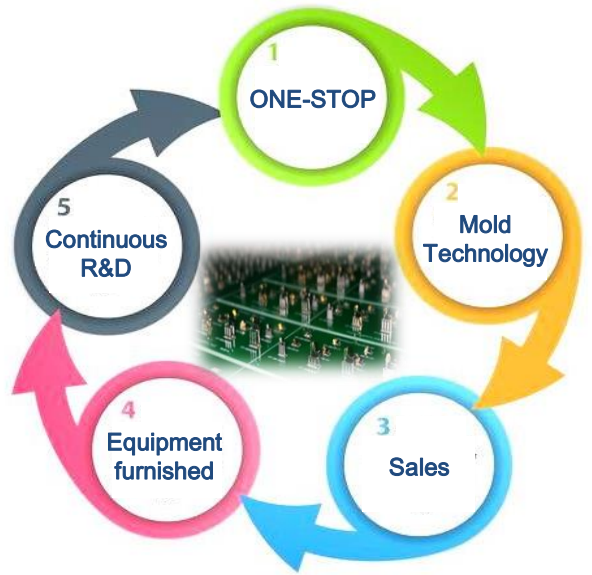 1
ONE-STOP
2
Mold
Technology
3
Sales
4
Equipment
furnished
5
Continuous
R&D